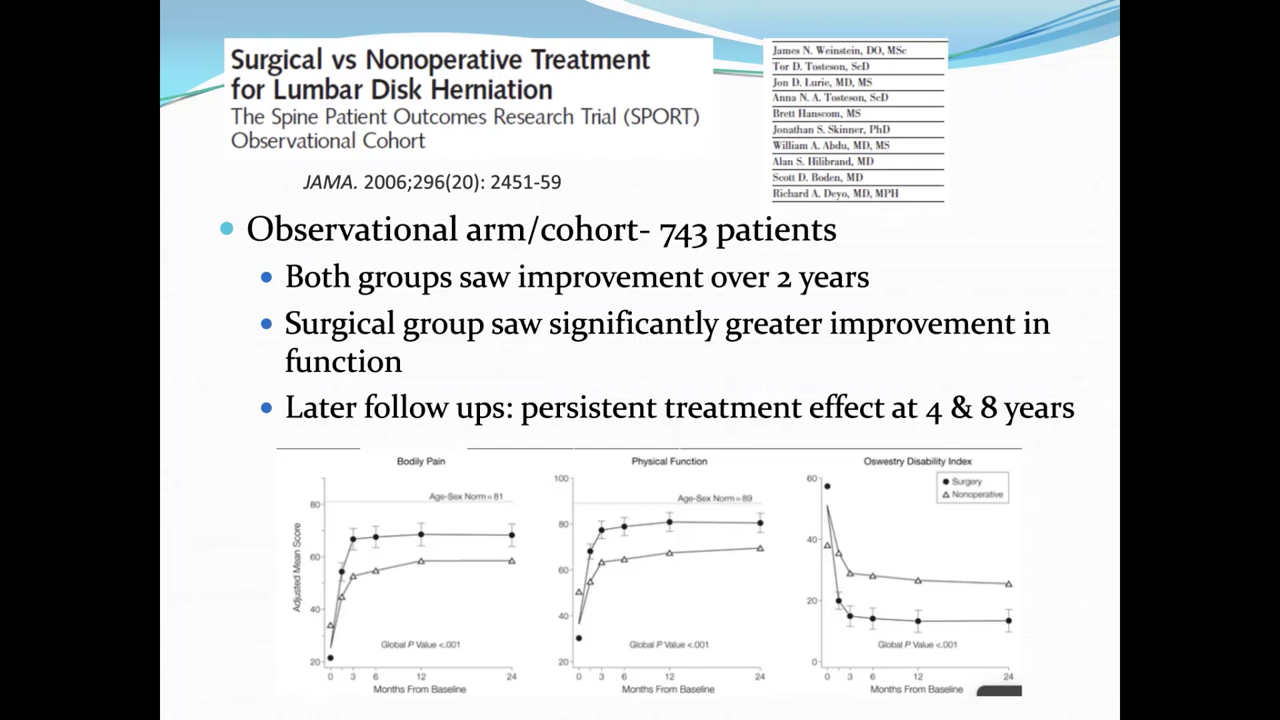 Surgical vs Nonoperative Treatment
for Lumbar Disk Herniation
The Spine Patient Outcomes Research Trial (SPORT)
Observational Cohort
JAMA. 2006;296(20): 2451-59
James N. Weinstein, DO, MSc
Tor D. Tosteson, ScD
Jon D. Lurie, MD, MS
Anna N. A. Tosteson, ScD
Brett Hanscom, MS
Jonathan S. Skinner, PhD
William A. Abdu, MD, MS
Alan S. Hilibrand, MD
Scott D. Boden, MD
Richard A. Deyo, MD, MPH
Observational arm/cohort- 743 patients
Both groups saw improvement over 2 years
Surgical group saw significantly greater improvement in
function
Later follow ups: persistent treatment effect at 4 & 8 years
Bodily Pain
Adjusted Mean Score
80
60
40
20
Age-Sex Norm=81
Global P Value <.001
0 3 6 12 24
Months From Baseline
Physical Function
100
80
60
40
20
Age-Sex Norm=89
Global P Value <.001
0 3 6 12 24
Months From Baseline
Oswestry Disability Index
60
40
20
0
Surgery
Nonoperative
Global P Value <.001
0 3 6 12 24
Months From Baseline